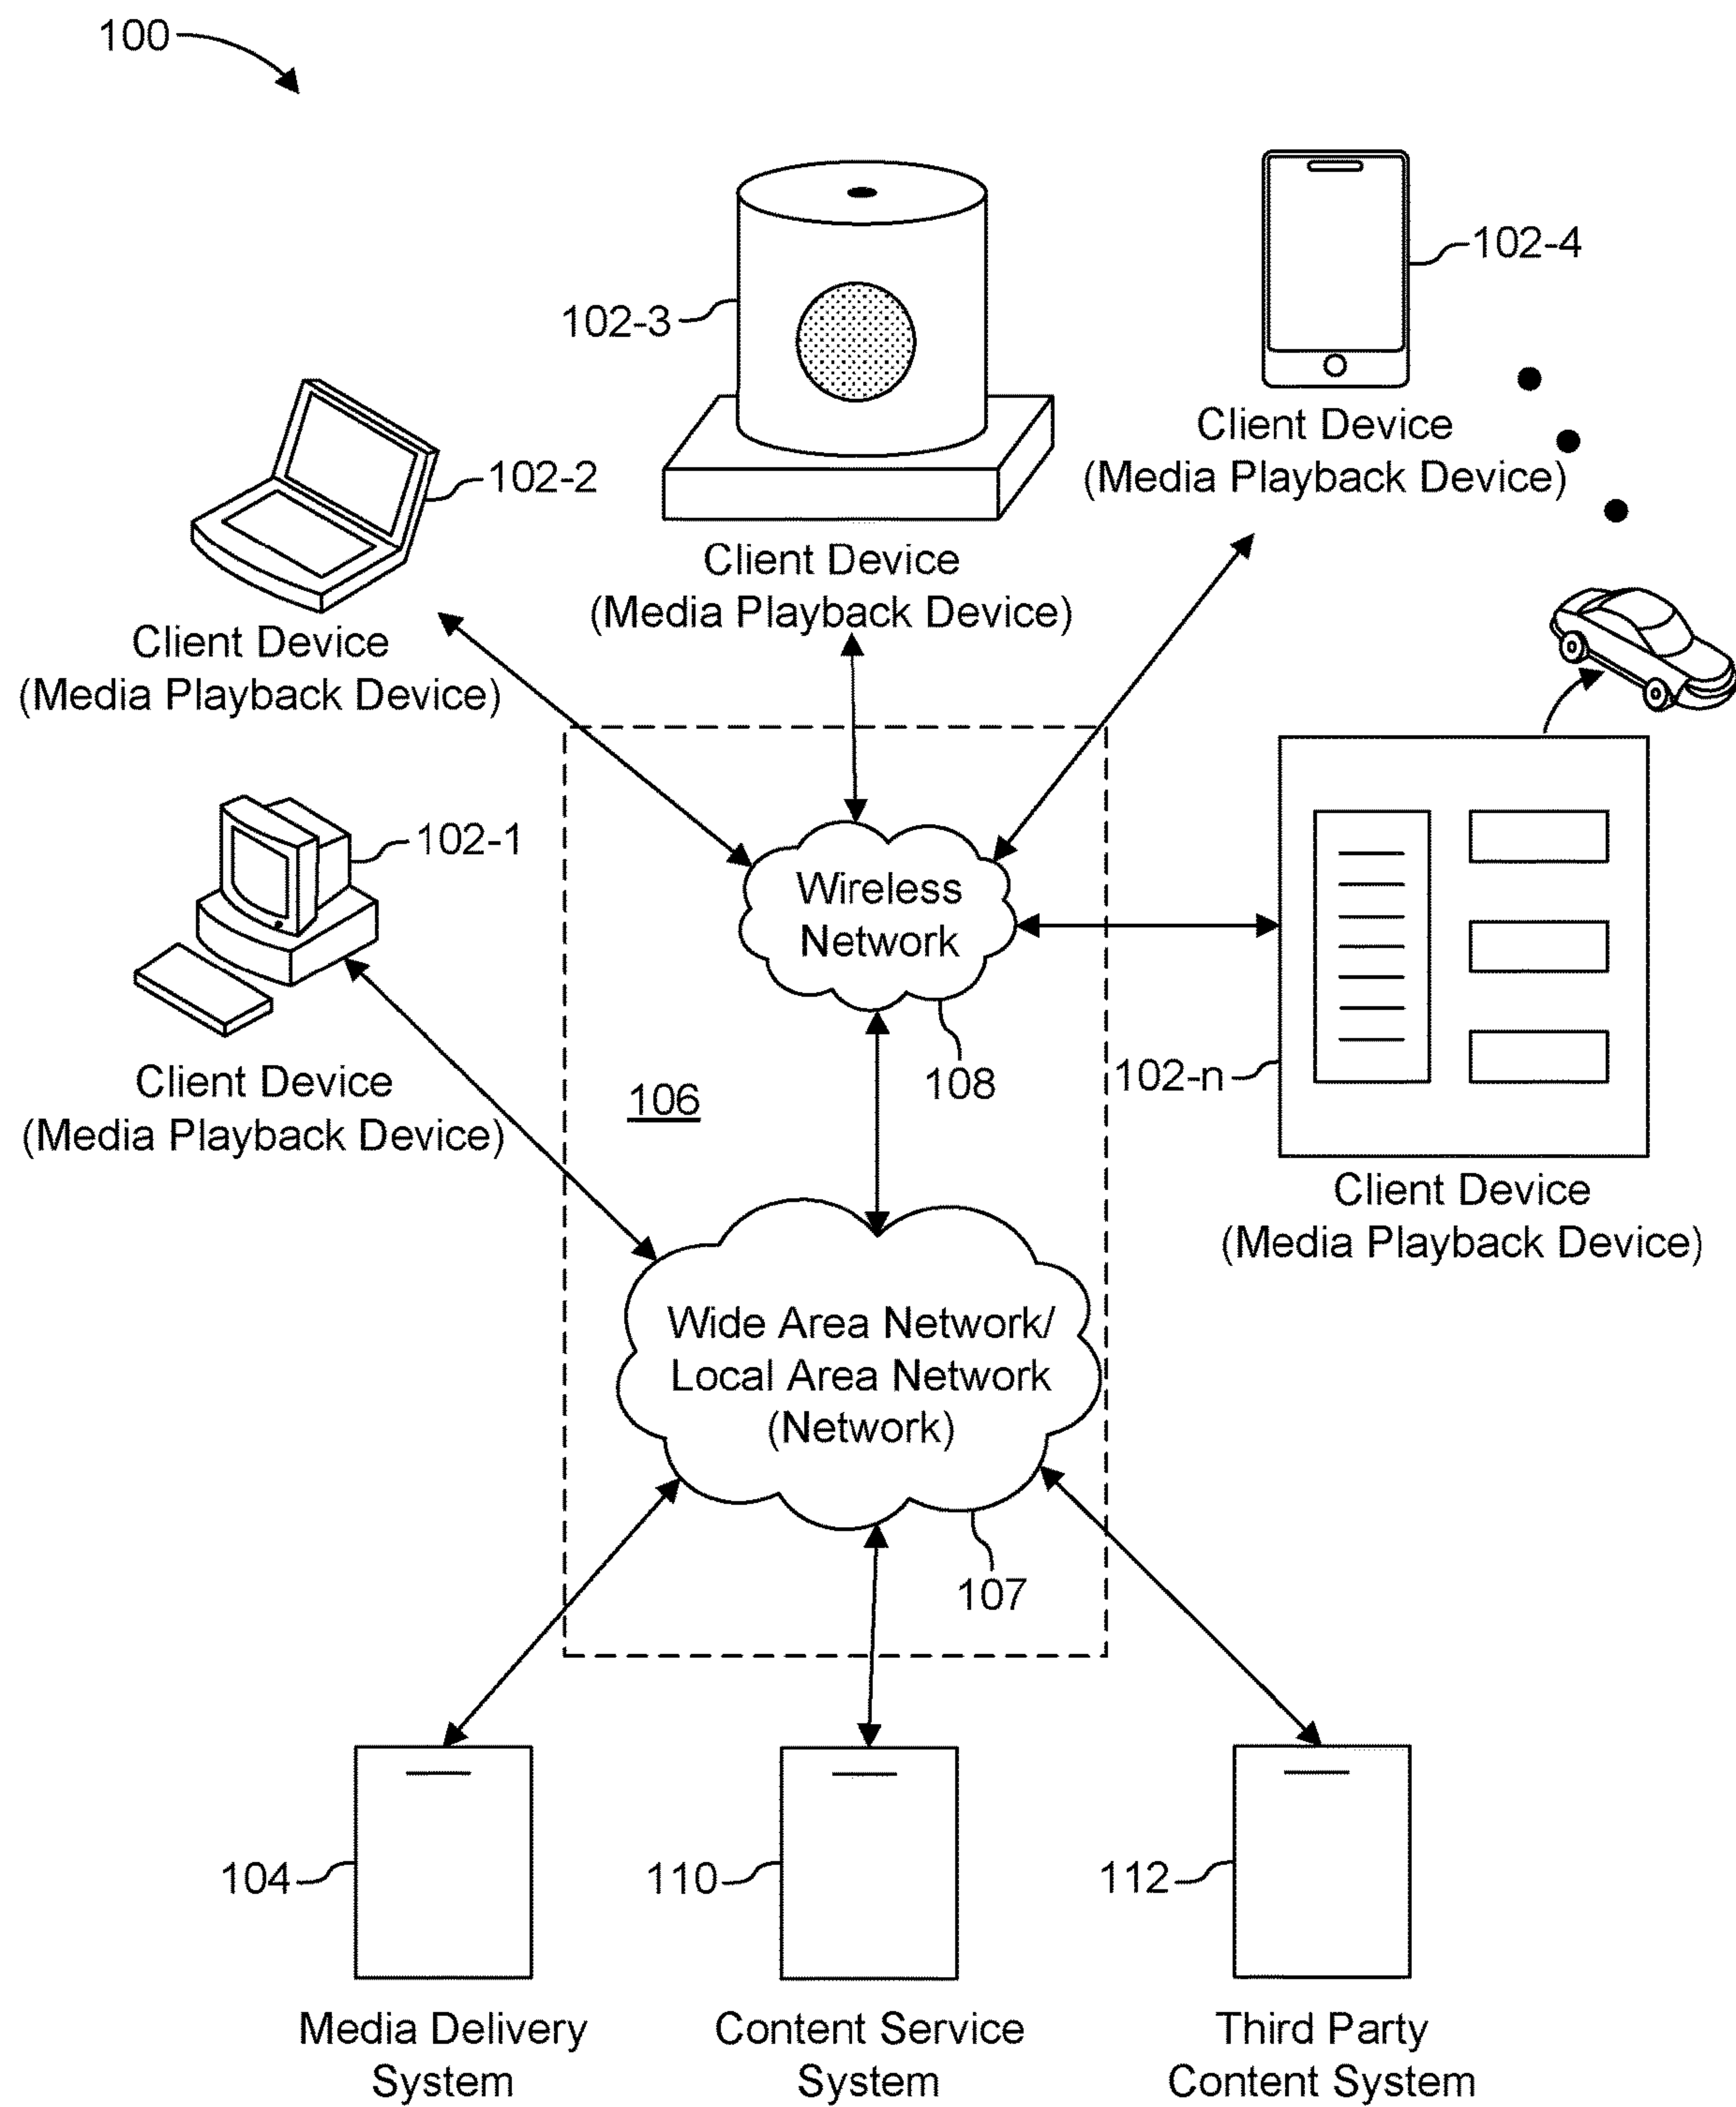 100
102-3
102-4
Client Device
(Media Playback Device)
102-2
Client Device
(Media Playback Device)
Client Device
(Media Playback Device)
102-1
Client Device
(Media Playback Device)
Wireless
Network
108
106
102-n
Client Device
(Media Playback Device)
Wide Area Network/
Local Area Network
(Network)
107
104
110
112
Media Delivery
System
Content Service
System
Third Party
Content System